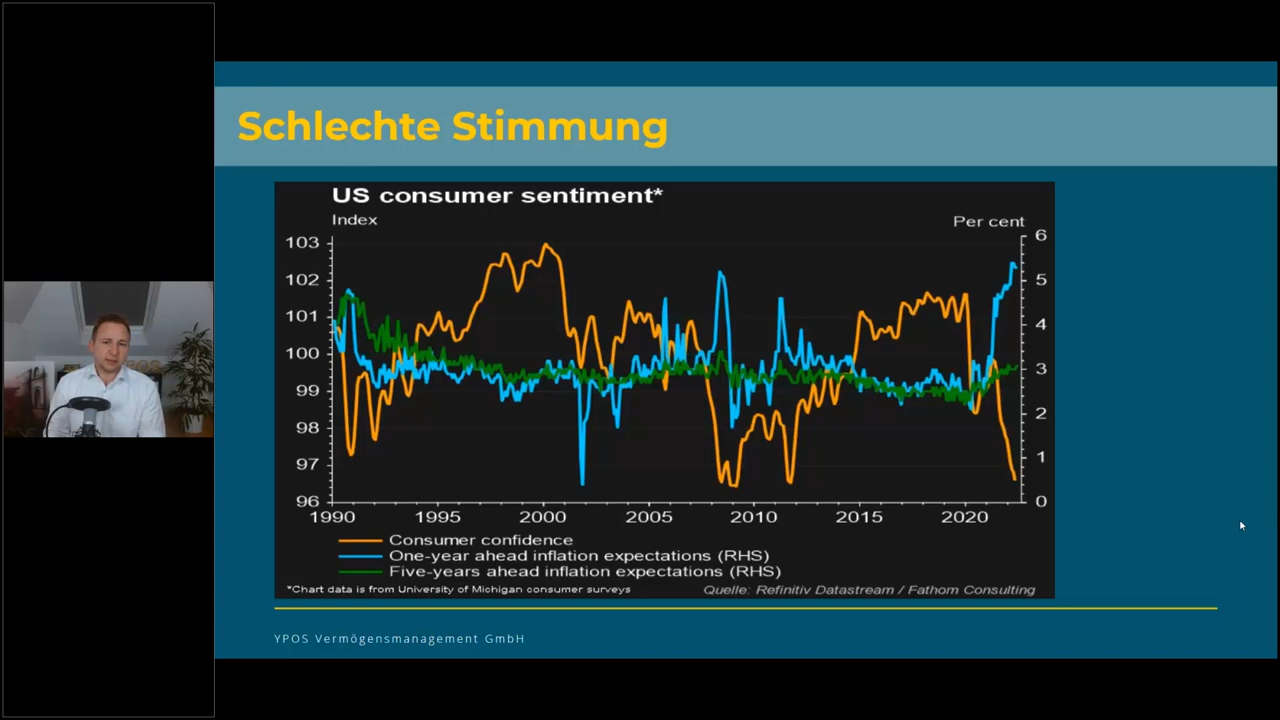 Schlechte Stimmung
US consumer sentiment*
Index
Per cent
103
102
101
100
99
98
97
96
6
5
4
3
2
1
0
1990 1995 2000 2005 2010 2015 2020
Consumer confidence
One-year ahead inflation expectations (RHS)
Five-years ahead inflation expectations (RHS)
*Chart data is from University of Michigan consumer surveys
Quelle: Refinitiv Datastream / Fathom Consulting
YPOS Vermögensmanagement GmbH